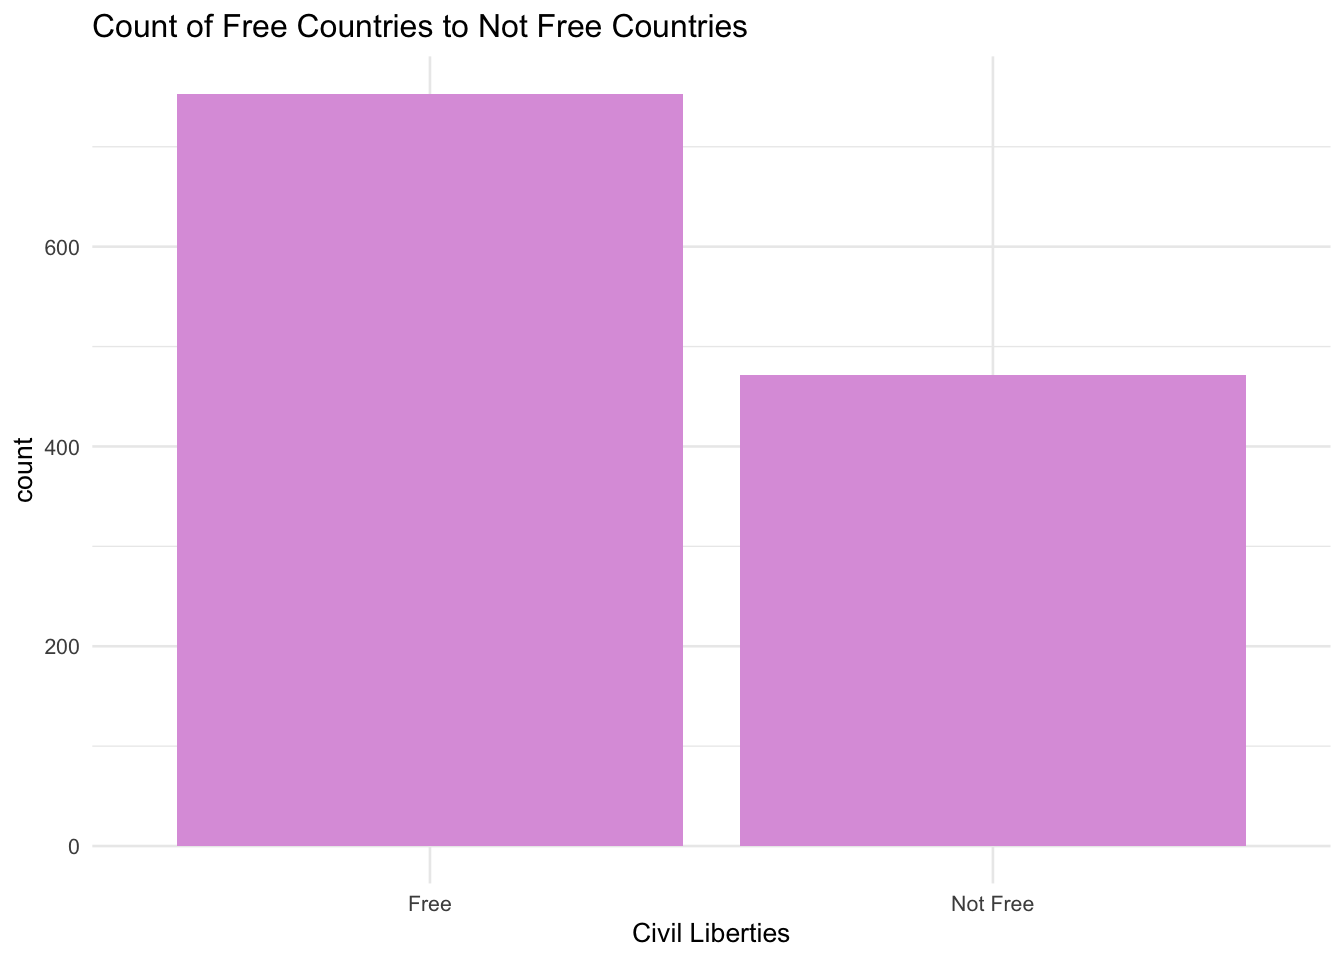 Count of Free Countries to Not Free Countries
count
600
400
200
0
Free
Not Free
Civil Liberties